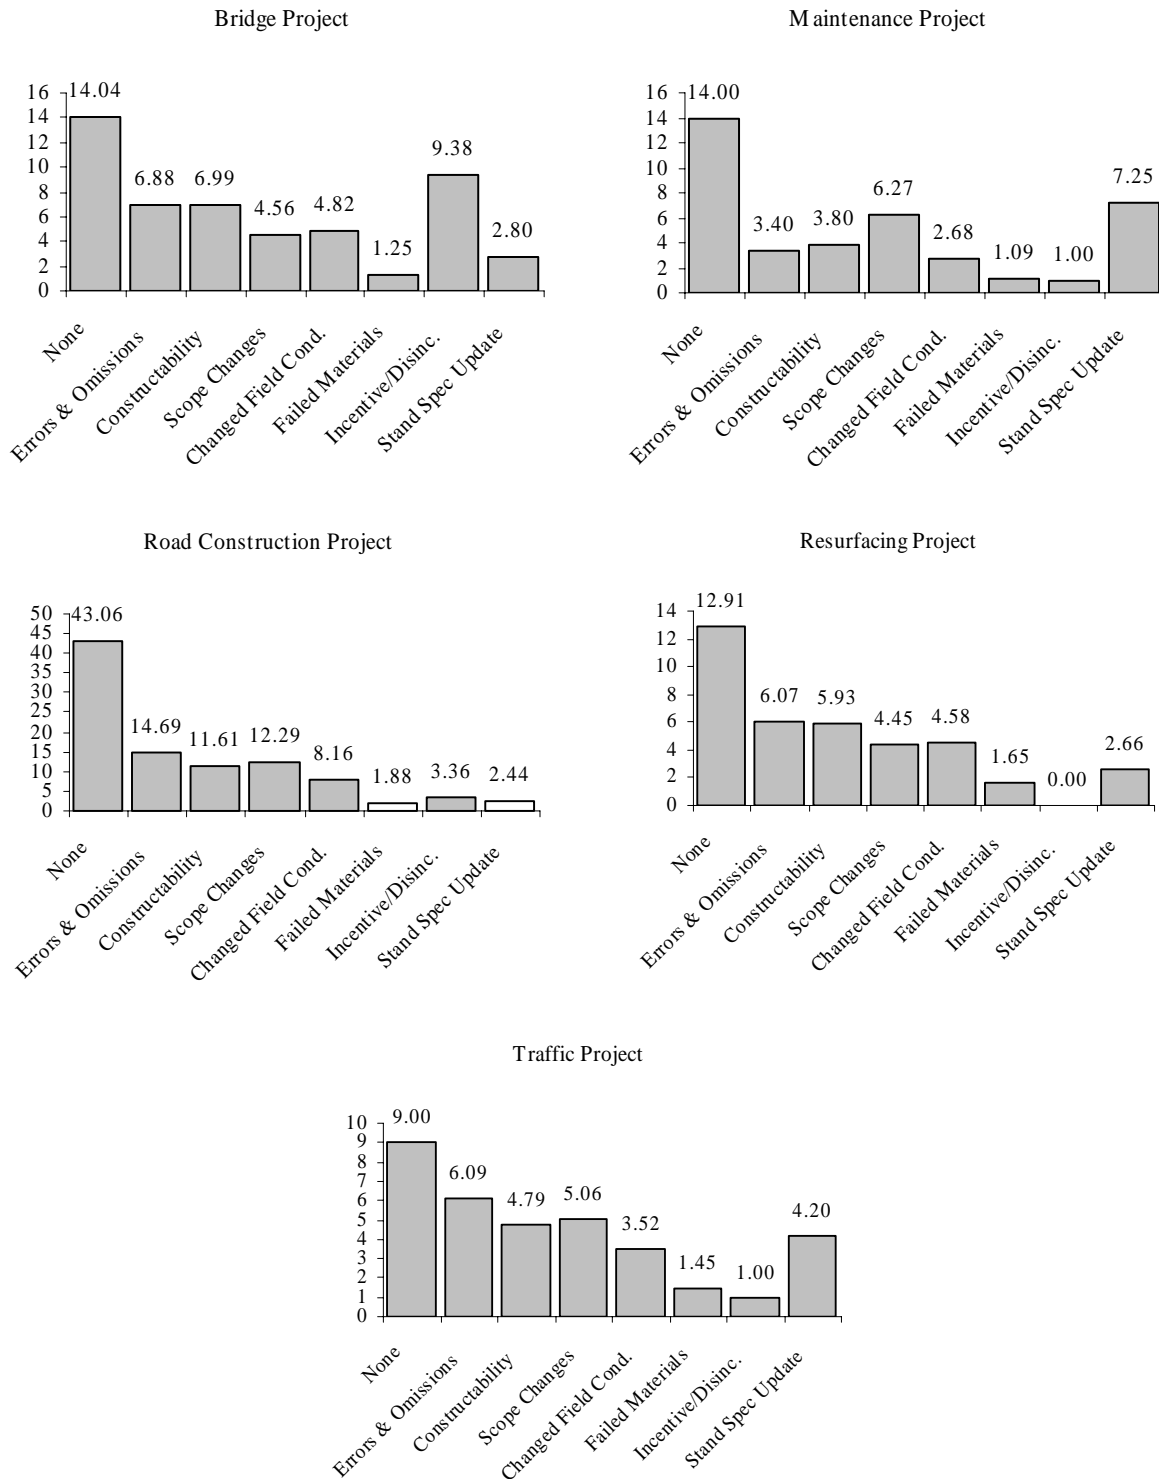 Bridge Project
16
14
12
10
8
6
4
2
0
14.04
6.88
6.99
4.56
4.82
1.25
9.38
2.80
None
Errors & Omissions
Constructability
Scope Changes
Changed Field Cond.
Failed Materials
Incentive/Disinc.
Stand Spec Update
Maintenance Project
16
14
12
10
8
6
4
2
0
14.00
3.40
3.80
6.27
2.68
1.09
1.00
7.25
None
Errors & Omissions
Constructability
Scope Changes
Changed Field Cond.
Failed Materials
Incentive/Disinc.
Stand Spec Update
Road Construction Project
50
45
40
35
30
25
20
15
10
5
0
43.06
14.69
11.61
12.29
8.16
1.88
3.36
2.44
None
Errors & Omissions
Constructability
Scope Changes
Changed Field Cond.
Failed Materials
Incentive/Disinc.
Stand Spec Update
Resurfacing Project
14
12
10
8
6
4
2
0
12.91
6.07
5.93
4.45
4.58
1.65
0.00
2.66
None
Errors & Omissions
Constructability
Scope Changes
Changed Field Cond.
Failed Materials
Incentive/Disinc.
Stand Spec Update
Traffic Project
10
9
8
7
6
5
4
3
2
1
0
9.00
6.09
4.79
5.06
3.52
1.45
1.00
4.20
None
Errors & Omissions
Constructability
Scope Changes
Changed Field Cond.
Failed Materials
Incentive/Disinc.
Stand Spec Update